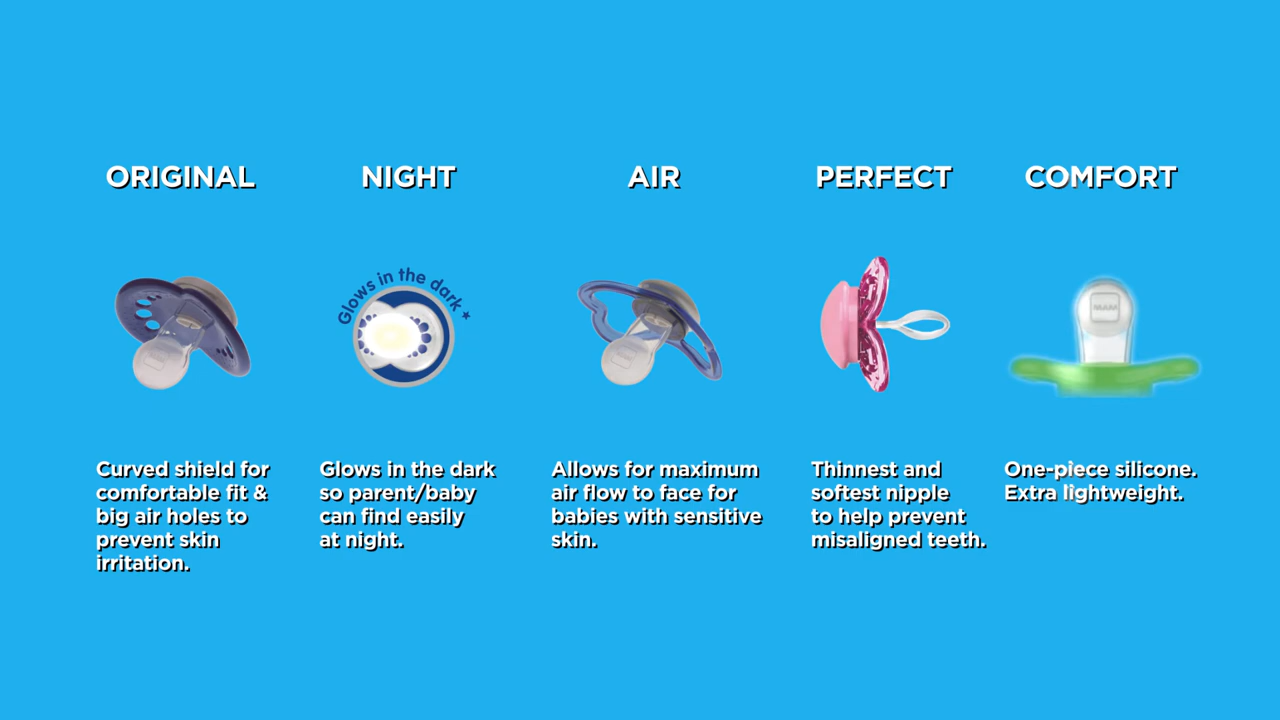 ORIGINAL
NIGHT
AIR
PERFECT
COMFORT
Glows in the dark
MAM
Curved shield for
comfortable fit &
big air holes to
prevent skin
irritation.
Glows in the dark
so parent/baby
can find easily
at night.
Allows for maximum
air flow to face for
babies with sensitive
skin.
Thinnest and
softest nipple
to help prevent
misaligned teeth.
One-piece silicone.
Extra lightweight.